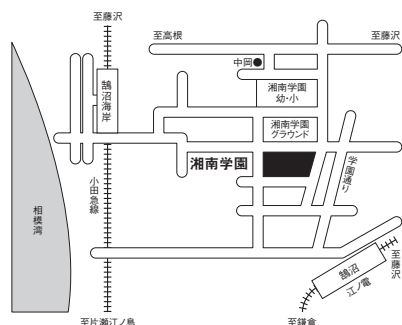 至藤沢
至高根
至藤沢
中岡
湘南学園
幼・小
鵠沼海岸
湘南学園
グラウンド
湘南学園
学園通り
小田急線
相模湾
鵠沼
江ノ電
至藤沢
至片瀬江ノ島
至鎌倉